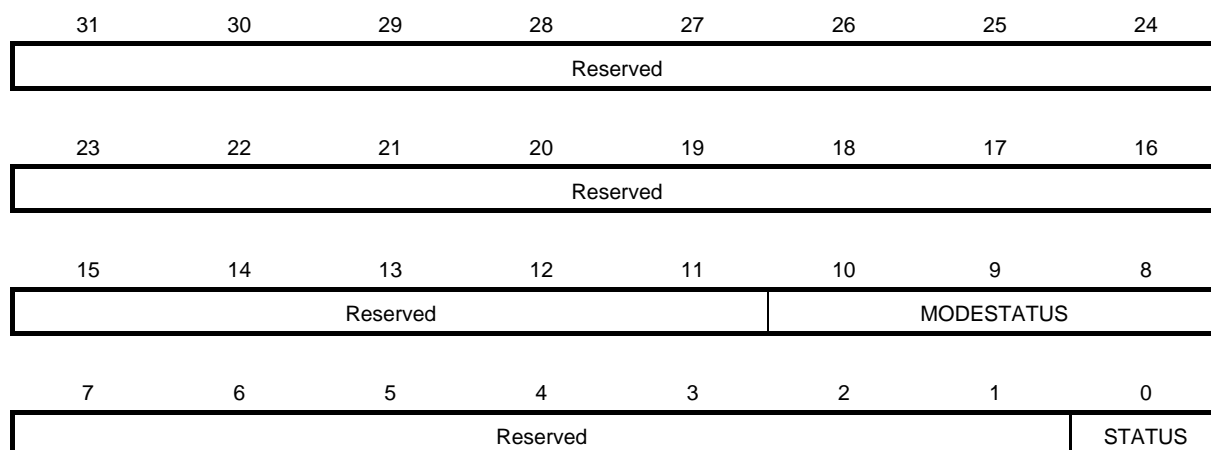 31 30 29 28 27 26 25 24
Reserved
23 22 21 20 19 18 17 16
Reserved
15 14 13 12 11 10 9 8
Reserved MODESTATUS
7 6 5 4 3 2 1 0
Reserved STATUS